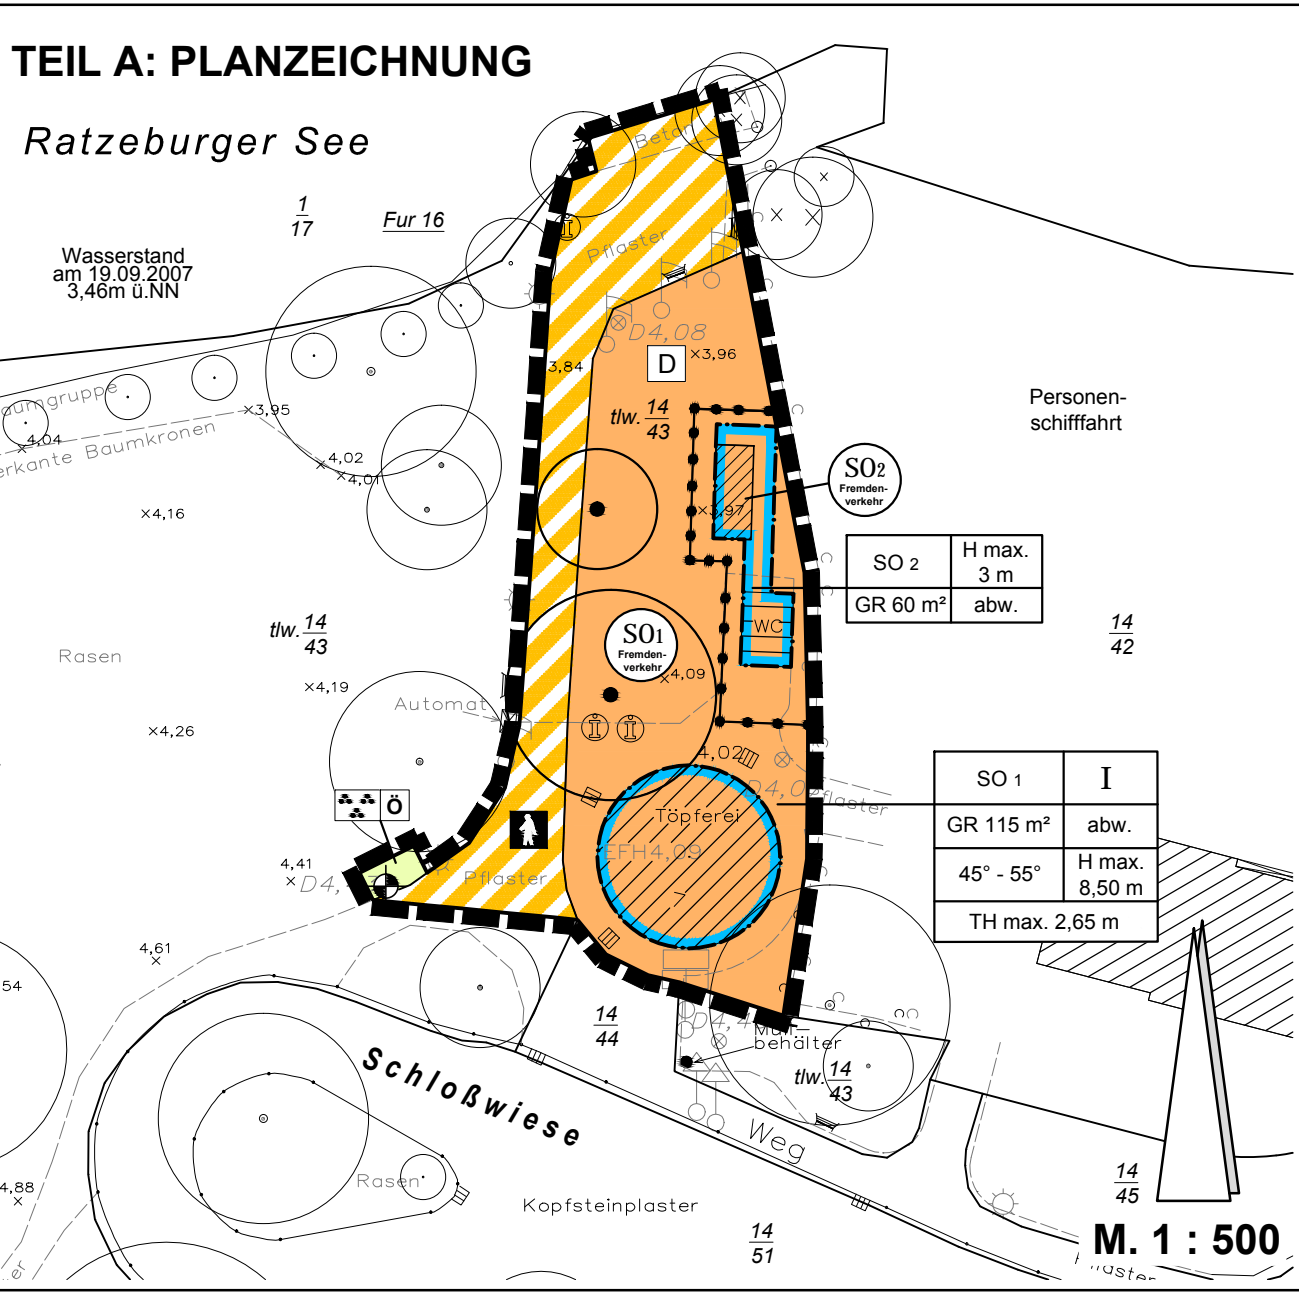 TEIL A: PLANZEICHNUNG
Ratzeburger See
1
17
Fur 16
Wasserstand
am 19.09.2007
3,46m ü.NN
Beton
Pflaster
D4,08
3,84
D
×3,96
tlw. 14
43
Personen-
schifffahrt
aumgruppe
×3,95
4,04
erkante Baumkronen
4,02
4,01
×4,16
×3,97
SO2
Fremden-
verkehr
SO 2
H max.
3 m
GR 60 m²
abw.
tlw. 14
43
SO1
Fremden-
verkehr
WC
14
42
Rasen
×4,19
×4,09
Automat
×4,26
4,02
SO 1
I
GR 115 m²
abw.
45° - 55°
H max.
8,50 m
TH max. 2,65 m
Ö
Töpferei
Pflaster
EFH4,09
4,41
Pflaster
4,61
54
14
44
Müll-
behälter
tlw. 14
43
Schloßwiese
Weg
Rasen
4,88
Kopfsteinplaster
14
51
14
45
M. 1 : 500